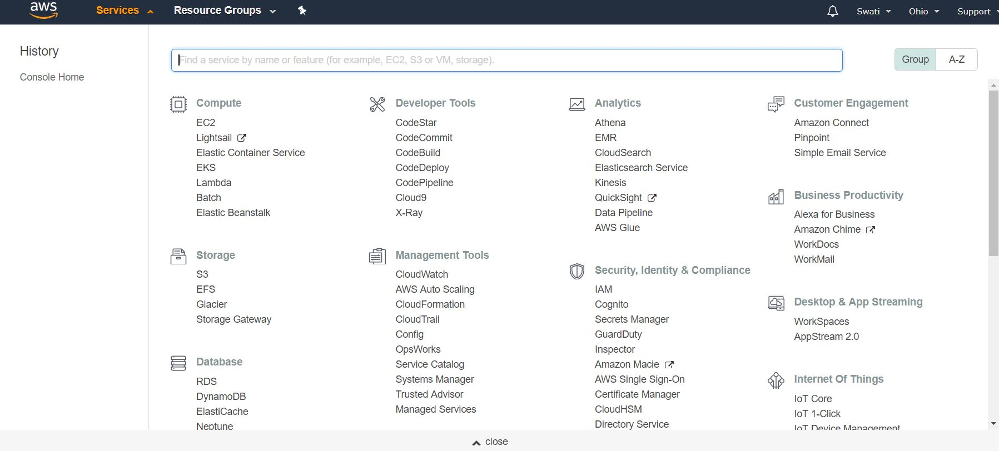 aws
Services
Resource Groups
Swati
Ohio
Support
History
Console Home
Find a service by name or feature (for example, EC2, S3 or VM, storage).
Group
A-Z
Compute
EC2
Lightsail
Elastic Container Service
EKS
Lambda
Batch
Elastic Beanstalk
Storage
S3
EFS
Glacier
Storage Gateway
Database
RDS
DynamoDB
ElastiCache
Neptune
Developer Tools
CodeStar
CodeCommit
CodeBuild
CodeDeploy
CodePipeline
Cloud9
X-Ray
Management Tools
CloudWatch
AWS Auto Scaling
CloudFormation
CloudTrail
Config
OpsWorks
Service Catalog
Systems Manager
Trusted Advisor
Managed Services
Analytics
Athena
EMR
CloudSearch
Elasticsearch Service
Kinesis
QuickSight
Data Pipeline
AWS Glue
Security, Identity & Compliance
IAM
Cognito
Secrets Manager
GuardDuty
Inspector
Amazon Macie
AWS Single Sign-On
Certificate Manager
CloudHSM
Directory Service
Customer Engagement
Amazon Connect
Pinpoint
Simple Email Service
Business Productivity
Alexa for Business
Amazon Chime
WorkDocs
WorkMail
Desktop & App Streaming
WorkSpaces
AppStream 2.0
Internet Of Things
IoT Core
IoT 1-Click
IoT Device Management
close